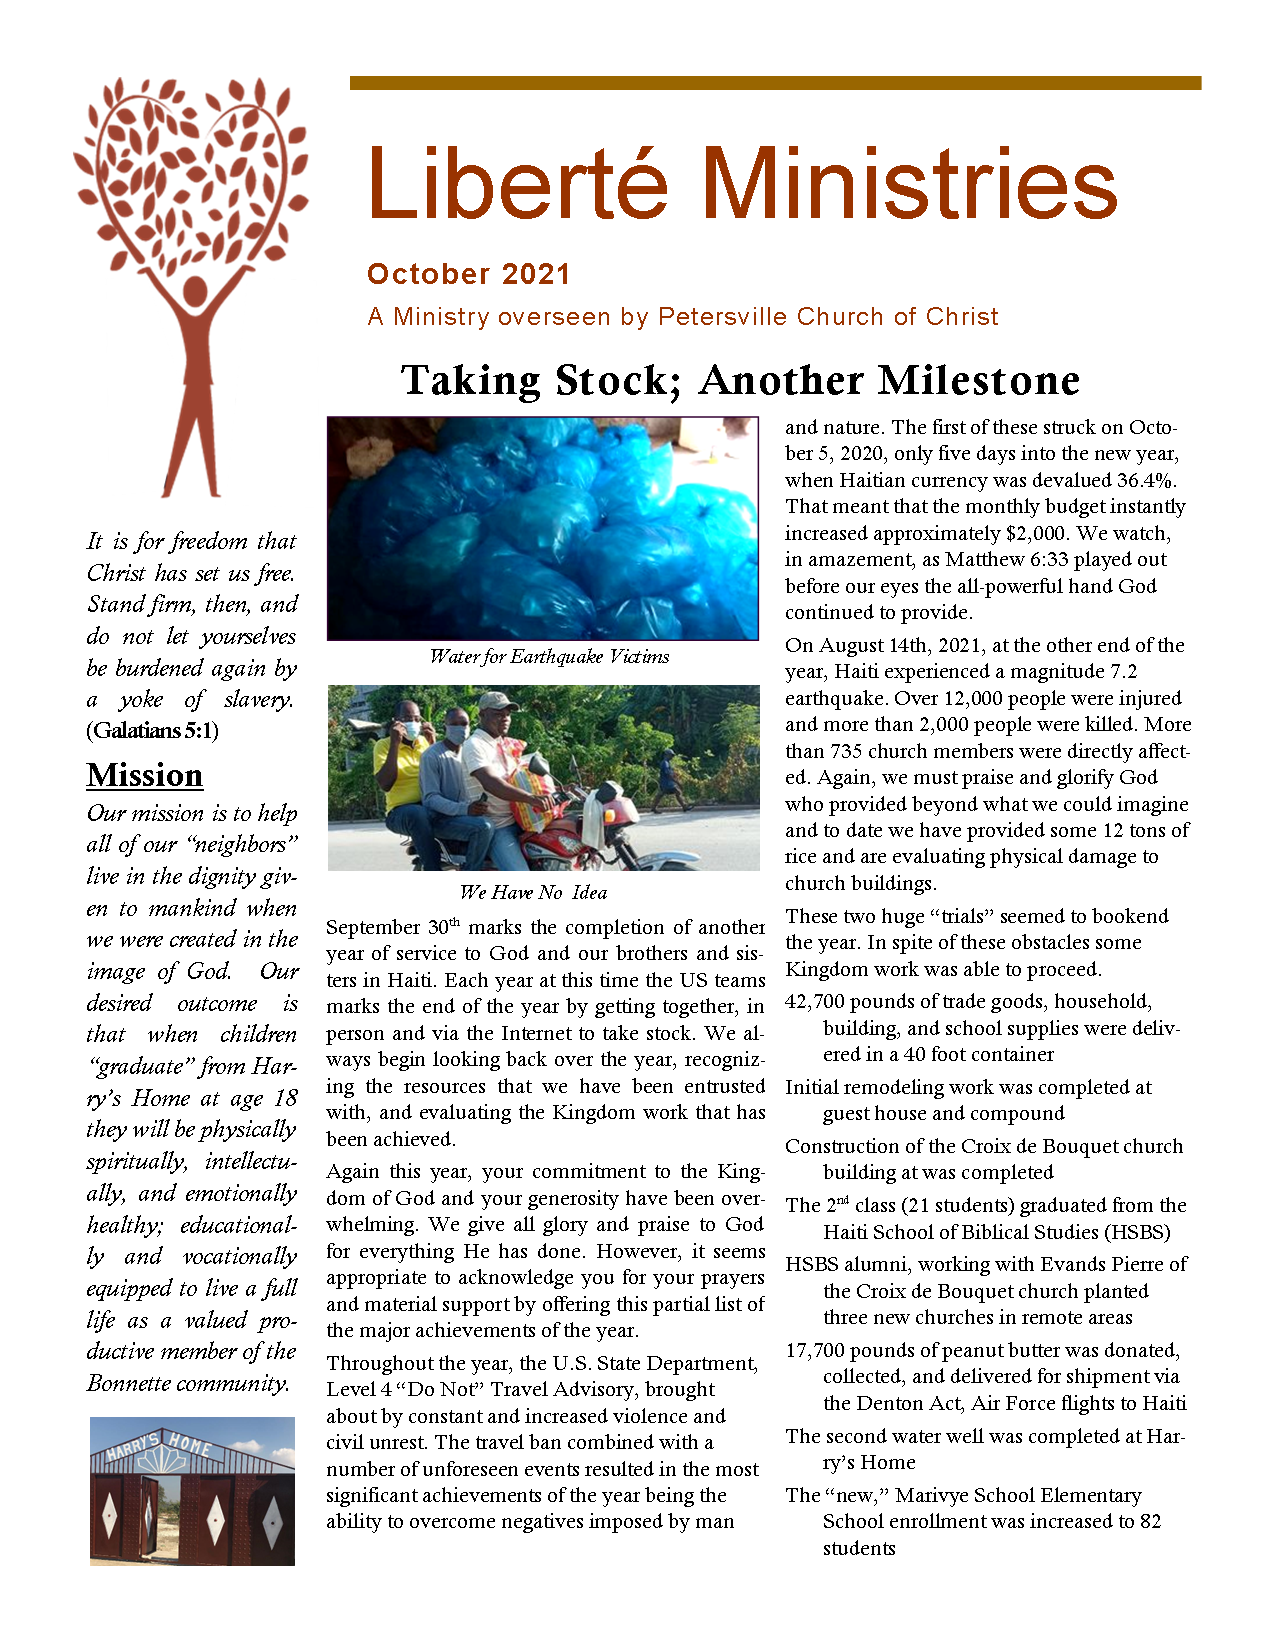 Liberté Ministries
October 2021
A Ministry overseen by Petersville Church of Christ
Taking Stock; Another Milestone
It is for freedom that
Christ has set us free.
Stand firm, then, and
do not let yourselves
be burdened again by
a yoke of slavery.
(Galatians 5:1)
Mission
Our mission is to help
all of our “neighbors”
live in the dignity giv-
en to mankind when
we were created in the
image of God. Our
desired outcome is
that when children
“graduate” from Har-
ry’s Home at age 18
they will be physically
spiritually, intellectu-
ally, and emotionally
healthy; educational-
ly and vocationally
equipped to live a full
life as a valued pro-
ductive member of the
Bonnette community.
HARRY'S HOME
Water for Earthquake Victims
We Have No Idea
September 30th marks the completion of another
year of service to God and our brothers and sis-
ters in Haiti. Each year at this time the US teams
marks the end of the year by getting together, in
person and via the Internet to take stock. We al-
ways begin looking back over the year, recogniz-
ing the resources that we have been entrusted
with, and evaluating the Kingdom work that has
been achieved.
Again this year, your commitment to the King-
dom of God and your generosity have been over-
whelming. We give all glory and praise to God
for everything He has done. However, it seems
appropriate to acknowledge you for your prayers
and material support by offering this partial list of
the major achievements of the year.
Throughout the year, the U.S. State Department,
Level 4 “Do Not” Travel Advisory, brought
about by constant and increased violence and
civil unrest. The travel ban combined with a
number of unforeseen events resulted in the most
significant achievements of the year being the
ability to overcome negatives imposed by man
and nature. The first of these struck on Octo-
ber 5, 2020, only five days into the new year,
when Haitian currency was devalued 36.4%.
That meant that the monthly budget instantly
increased approximately $2,000. We watch,
in amazement, as Matthew 6:33 played out
before our eyes the all-powerful hand God
continued to provide.
On August 14th, 2021, at the other end of the
year, Haiti experienced a magnitude 7.2
earthquake. Over 12,000 people were injured
and more than 2,000 people were killed. More
than 735 church members were directly affect-
ed. Again, we must praise and glorify God
who provided beyond what we could imagine
and to date we have provided some 12 tons of
rice and are evaluating physical damage to
church buildings.
These two huge “trials” seemed to bookend
the year. In spite of these obstacles some
Kingdom work was able to proceed.
42,700 pounds of trade goods, household,
building, and school supplies were deliv-
ered in a 40 foot container
Initial remodeling work was completed at
guest house and compound
Construction of the Croix de Bouquet church
building at was completed
The 2nd class (21 students) graduated from the
Haiti School of Biblical Studies (HSBS)
HSBS alumni, working with Evands Pierre of
the Croix de Bouquet church planted
three new churches in remote areas
17,700 pounds of peanut butter was donated,
collected, and delivered for shipment via
the Denton Act, Air Force flights to Haiti
The second water well was completed at Har-
ry’s Home
The “new,” Marivye School Elementary
School enrollment was increased to 82
students